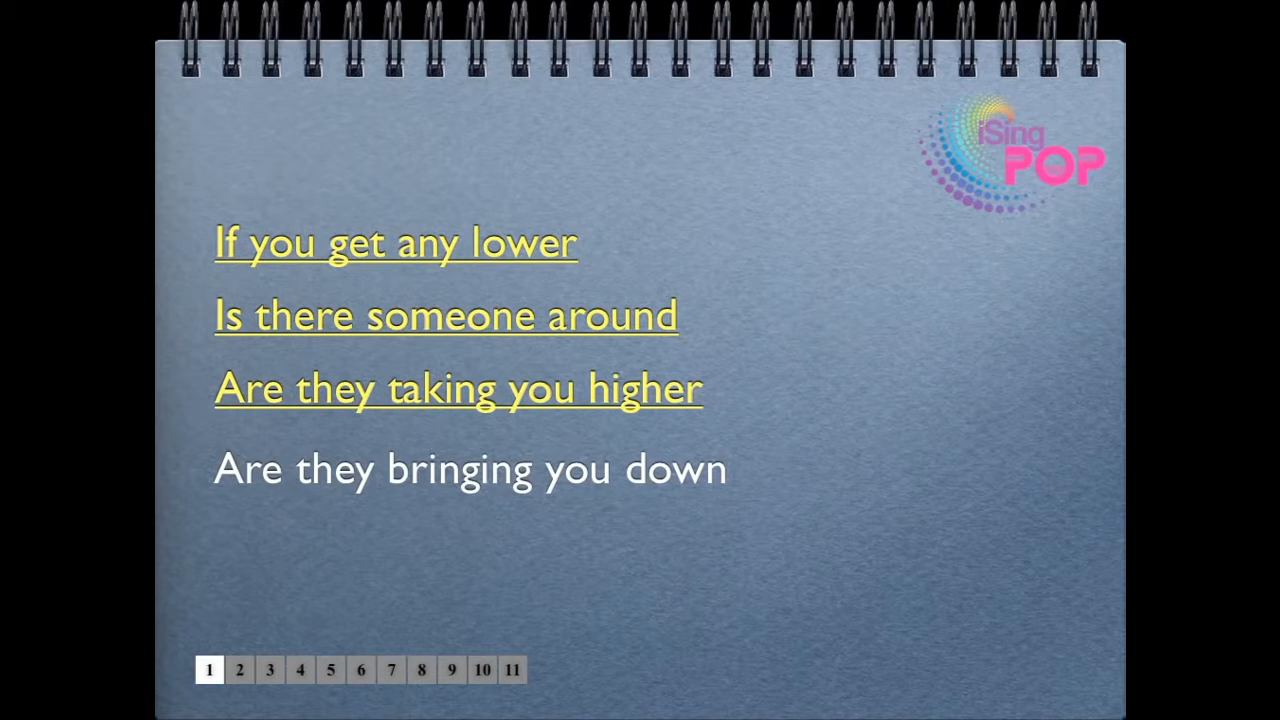 iSing
POP
If you get any lower
Is there someone around
Are they taking you higher
Are they bringing you down
1 2 3 4 5 6 7 8 9 10 11